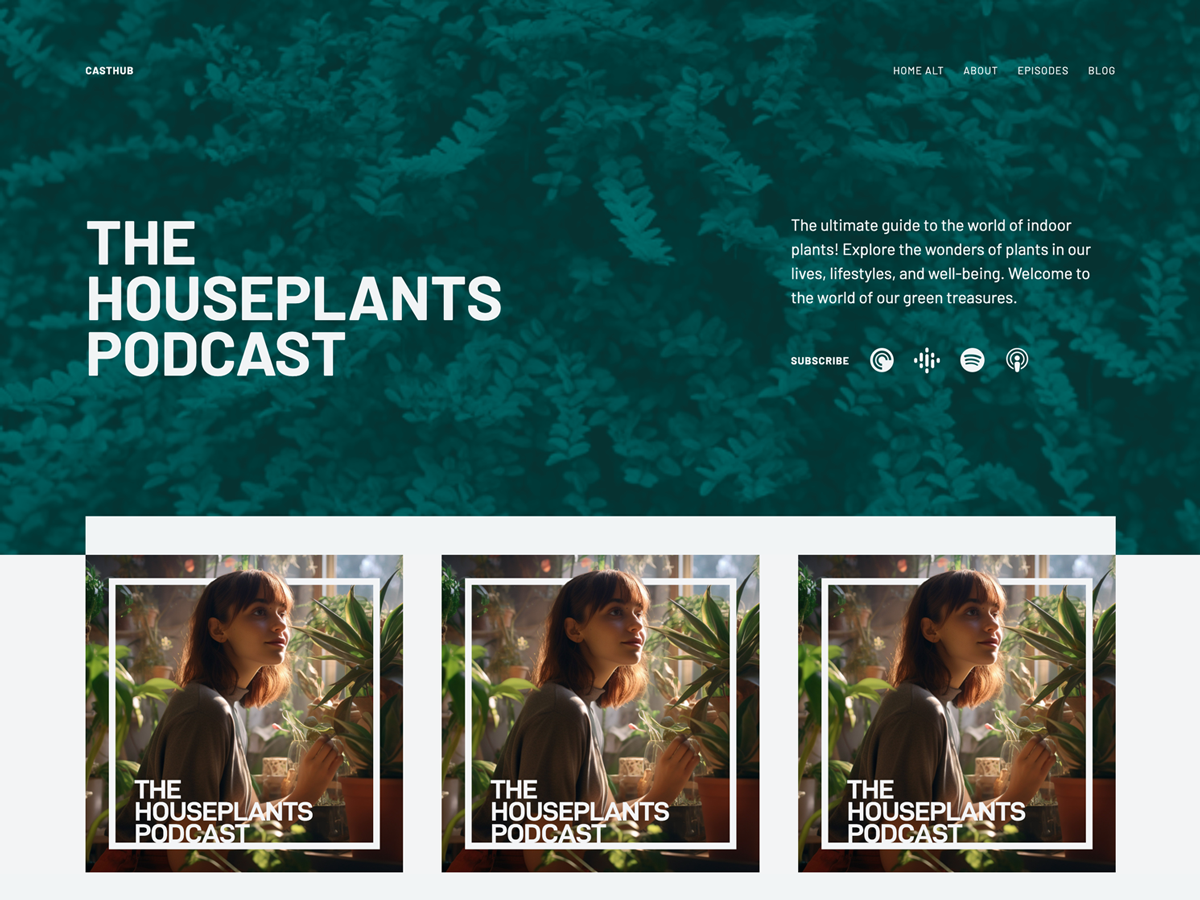 CASTHUB
HOME ALT ABOUT EPISODES BLOG
THE
HOUSEPLANTS
PODCAST
The ultimate guide to the world of indoor
plants! Explore the wonders of plants in our
lives, lifestyles, and well-being. Welcome to
the world of our green treasures.
SUBSCRIBE
THE
HOUSEPLANTS
PODCAST
THE
HOUSEPLANTS
PODCAST
THE
HOUSEPLANTS
PODCAST